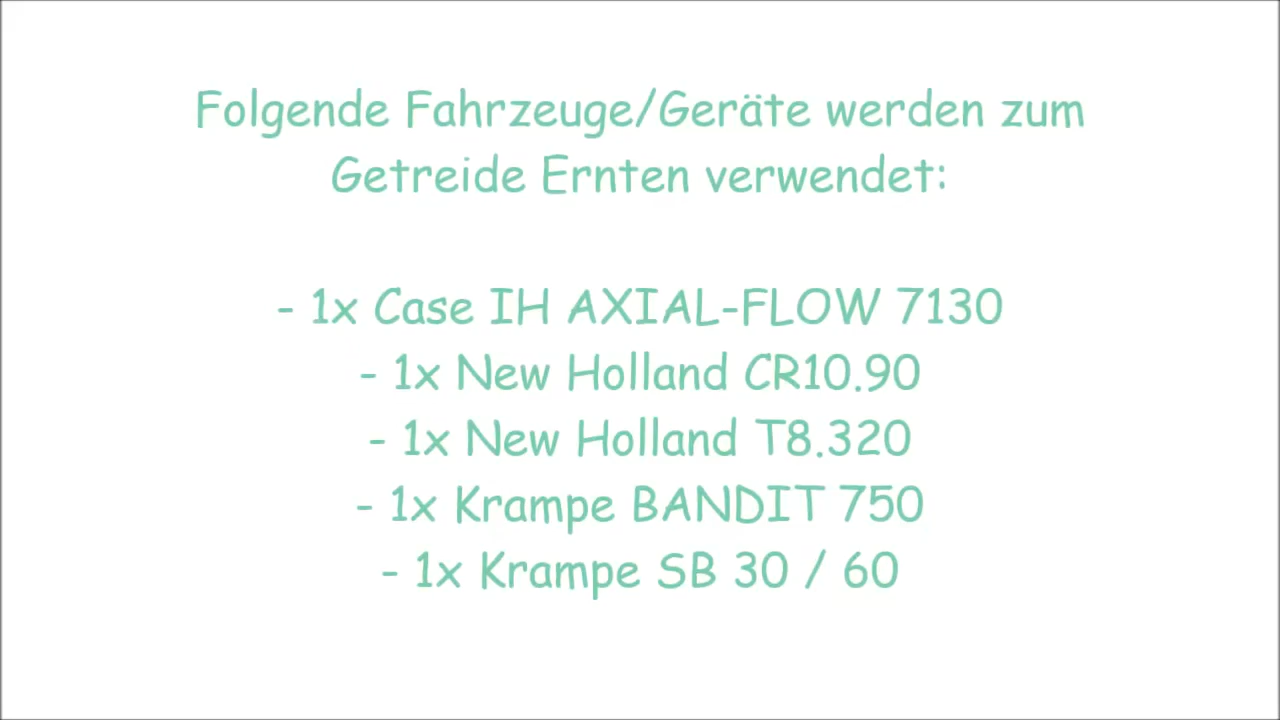 Folgende Fahrzeuge/Geräte werden zum
Getreide Ernten verwendet:
- 1x Case IH AXIAL-FLOW 7130
- 1x New Holland CR10.90
- 1x New Holland T8.320
- 1x Krampe BANDIT 750
- 1x Krampe SB 30 / 60